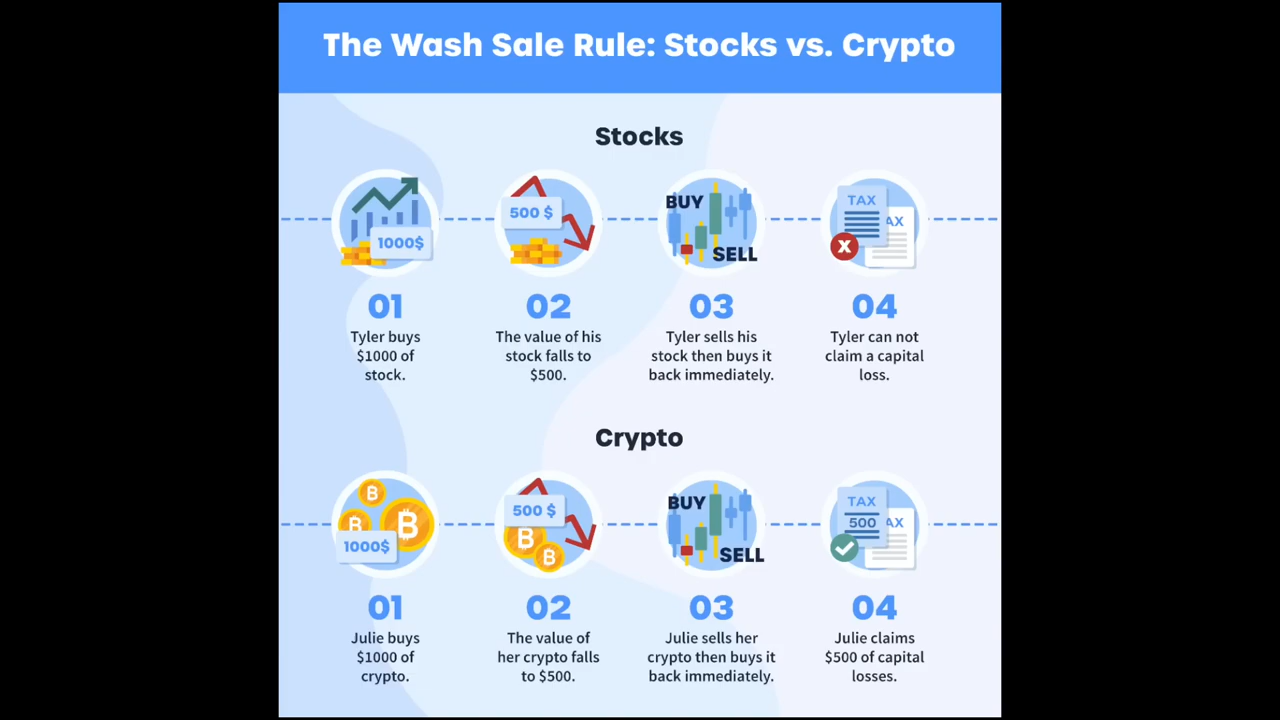 The Wash Sale Rule: Stocks vs. Crypto
Stocks
1000$
500 $
BUY
SELL
TAX
AX
X
01
Tyler buys
$1000 of
stock.
02
The value of his
stock falls to
$500.
03
Tyler sells his
stock then buys it
back immediately.
04
Tyler can not
claim a capital
loss.
Crypto
B
B
B
1000$
500 $
B
B
BUY
SELL
TAX
500
AX
01
Julie buys
$1000 of
crypto.
02
The value of
her crypto falls
to $500.
03
Julie sells her
crypto then buys it
back immediately.
04
Julie claims
$500 of capital
losses.